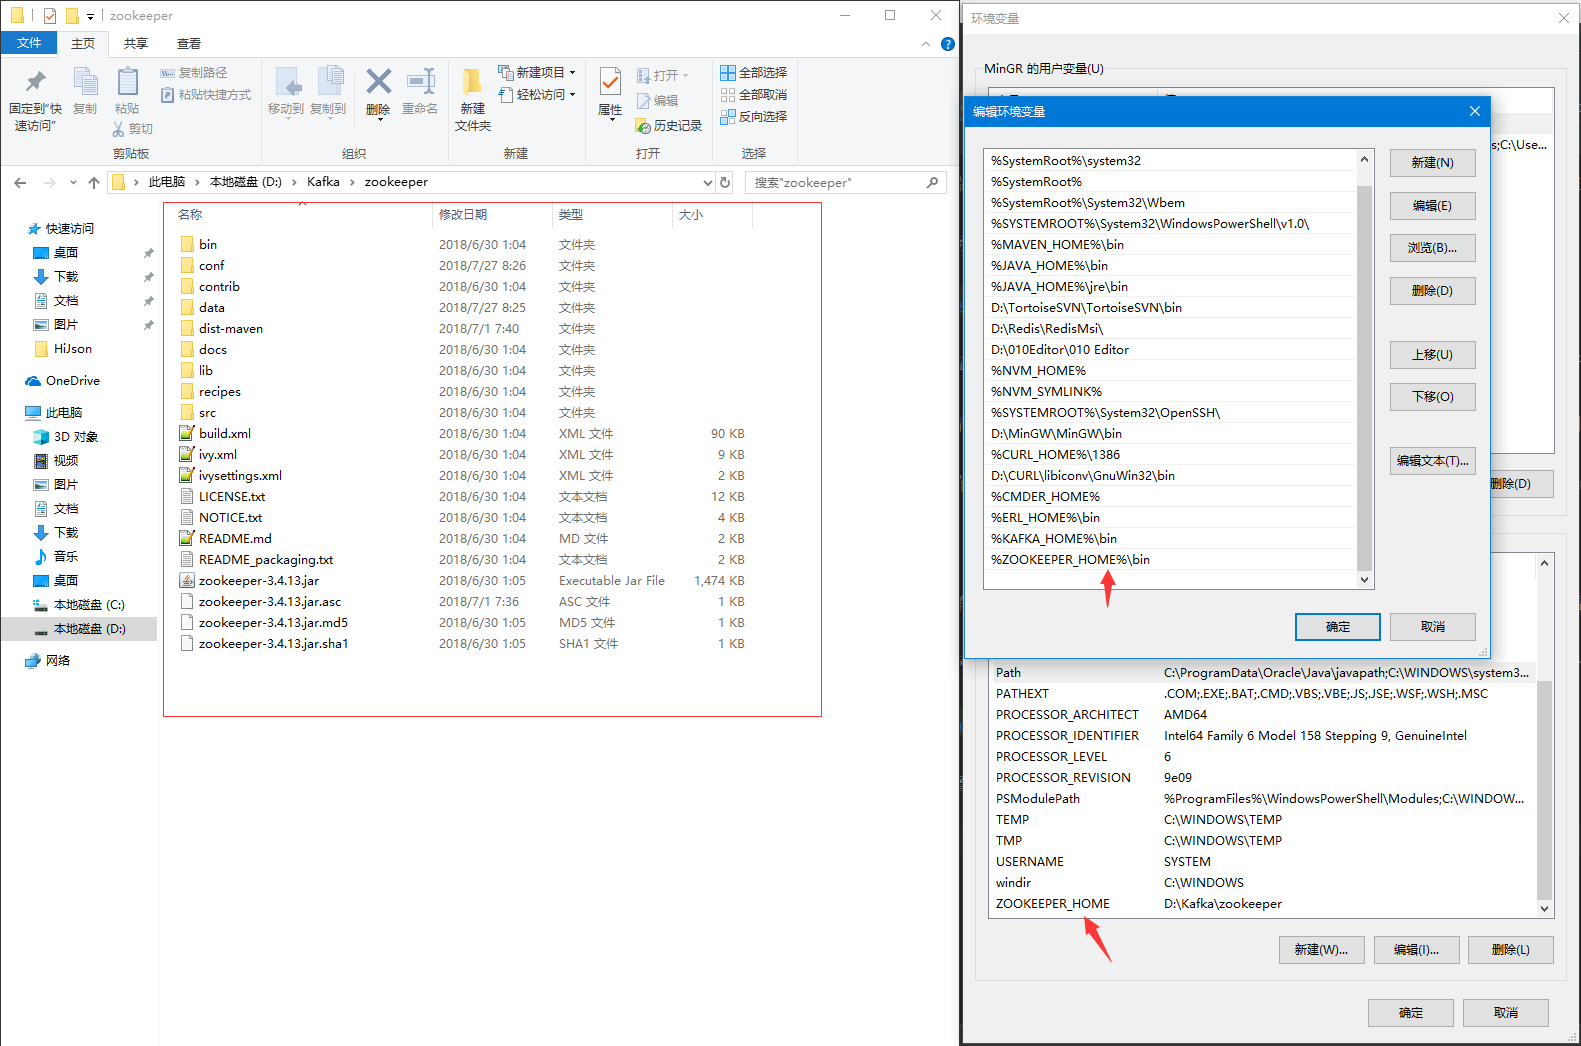 zookeeper
文件 主页 共享 查看
固定到"快速访问"
复制
粘贴
复制路径
粘贴快捷方式
剪切
剪贴板
移动到
复制到
删除
重命名
组织
新建文件夹
新建项目
轻松访问
新建
属性
打开
编辑
历史记录
打开
全部选择
全部取消
反向选择
选择
此电脑 本地磁盘 (D:) Kafka zookeeper
搜索"zookeeper"
快速访问
桌面
下载
文档
图片
HiJson
OneDrive
此电脑
3D 对象
视频
图片
文档
下载
音乐
桌面
本地磁盘 (C:)
本地磁盘 (D:)
网络
名称 修改日期 类型 大小
bin 2018/6/30 1:04 文件夹
conf 2018/7/27 8:26 文件夹
contrib 2018/6/30 1:04 文件夹
data 2018/7/27 8:25 文件夹
dist-maven 2018/7/1 7:40 文件夹
docs 2018/6/30 1:04 文件夹
lib 2018/6/30 1:04 文件夹
recipes 2018/6/30 1:04 文件夹
src 2018/6/30 1:04 文件夹
build.xml 2018/6/30 1:04 XML 文件 90 KB
ivy.xml 2018/6/30 1:04 XML 文件 9 KB
ivysettings.xml 2018/6/30 1:04 XML 文件 2 KB
LICENSE.txt 2018/6/30 1:04 文本文档 12 KB
NOTICE.txt 2018/6/30 1:04 文本文档 4 KB
README.md 2018/6/30 1:04 MD 文件 2 KB
README_packaging.txt 2018/6/30 1:04 文本文档 2 KB
zookeeper-3.4.13.jar 2018/6/30 1:05 Executable Jar File 1,474 KB
zookeeper-3.4.13.jar.asc 2018/7/1 7:36 ASC 文件 1 KB
zookeeper-3.4.13.jar.md5 2018/6/30 1:05 MD5 文件 1 KB
zookeeper-3.4.13.jar.sha1 2018/6/30 1:05 SHA1 文件 1 KB
环境变量
MinGR 的用户变量(U)
s;C:\Use...
删除(D)
编辑环境变量
%SystemRoot%\system32
%SystemRoot%
%SystemRoot%\System32\Wbem
%SYSTEMROOT%\System32\WindowsPowerShell\v1.0\
%MAVEN_HOME%\bin
%JAVA_HOME%\bin
%JAVA_HOME%\jre\bin
D:\TortoiseSVN\TortoiseSVN\bin
D:\Redis\RedisMsi\
D:\010Editor\010 Editor
%NVM_HOME%
%NVM_SYMLINK%
%SYSTEMROOT%\System32\OpenSSH\
D:\MinGW\MinGW\bin
%CURL_HOME%\1386
D:\CURL\libiconv\GnuWin32\bin
%CMDER_HOME%
%ERL_HOME%\bin
%KAFKA_HOME%\bin
%ZOOKEEPER_HOME%\bin
新建(N)
编辑(E)
浏览(B)...
删除(D)
上移(U)
下移(O)
编辑文本(T)...
确定 取消
Path C:\ProgramData\Oracle\Java\javapath;C:\WINDOWS\system3...
PATHEXT .COM;.EXE;.BAT;.CMD;.VBS;.VBE;.JS;.JSE;.WSF;.WSH;.MSC
PROCESSOR_ARCHITECT AMD64
PROCESSOR_IDENTIFIER Intel64 Family 6 Model 158 Stepping 9, GenuineIntel
PROCESSOR_LEVEL 6
PROCESSOR_REVISION 9e09
PSModulePath %ProgramFiles%\WindowsPowerShell\Modules;C:\WINDOW...
TEMP C:\WINDOWS\TEMP
TMP C:\WINDOWS\TEMP
USERNAME SYSTEM
windir C:\WINDOWS
ZOOKEEPER_HOME D:\Kafka\zookeeper
新建(W)... 编辑(I)... 删除(L)
确定 取消